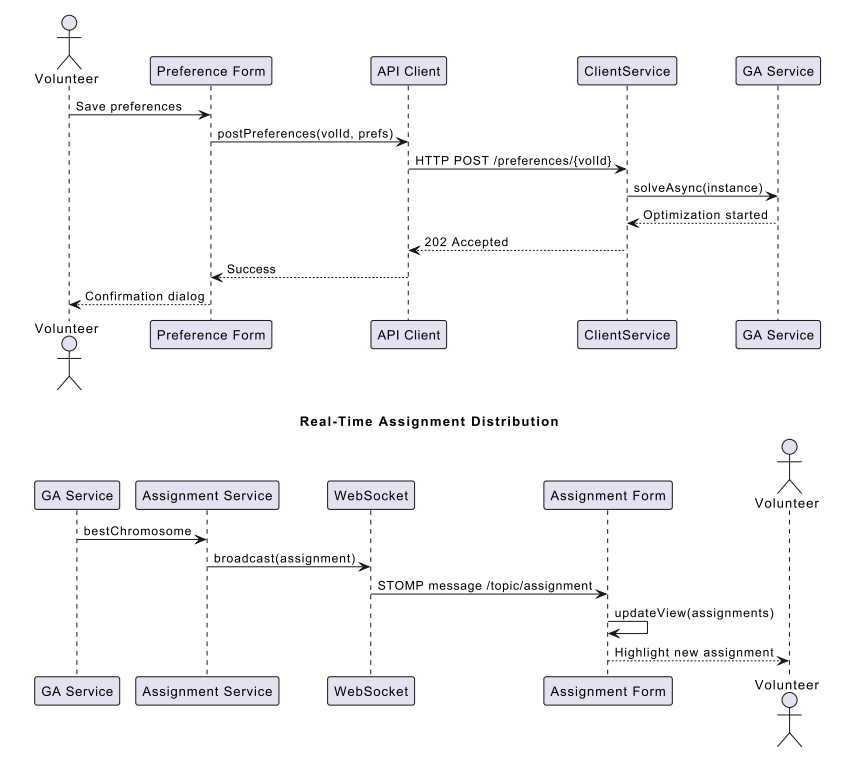 Volunteer
Preference Form
API Client
ClientService
GA Service
Save preferences
postPreferences(volId, prefs)
HTTP POST /preferences/{volId}
solveAsync(instance)
Optimization started
202 Accepted
Success
Confirmation dialog
Volunteer
Preference Form
API Client
ClientService
GA Service
Real-Time Assignment Distribution
GA Service
Assignment Service
WebSocket
Assignment Form
Volunteer
bestChromosome
broadcast(assignment)
STOMP message /topic/assignment
updateView(assignments)
Highlight new assignment
GA Service
Assignment Service
WebSocket
Assignment Form
Volunteer